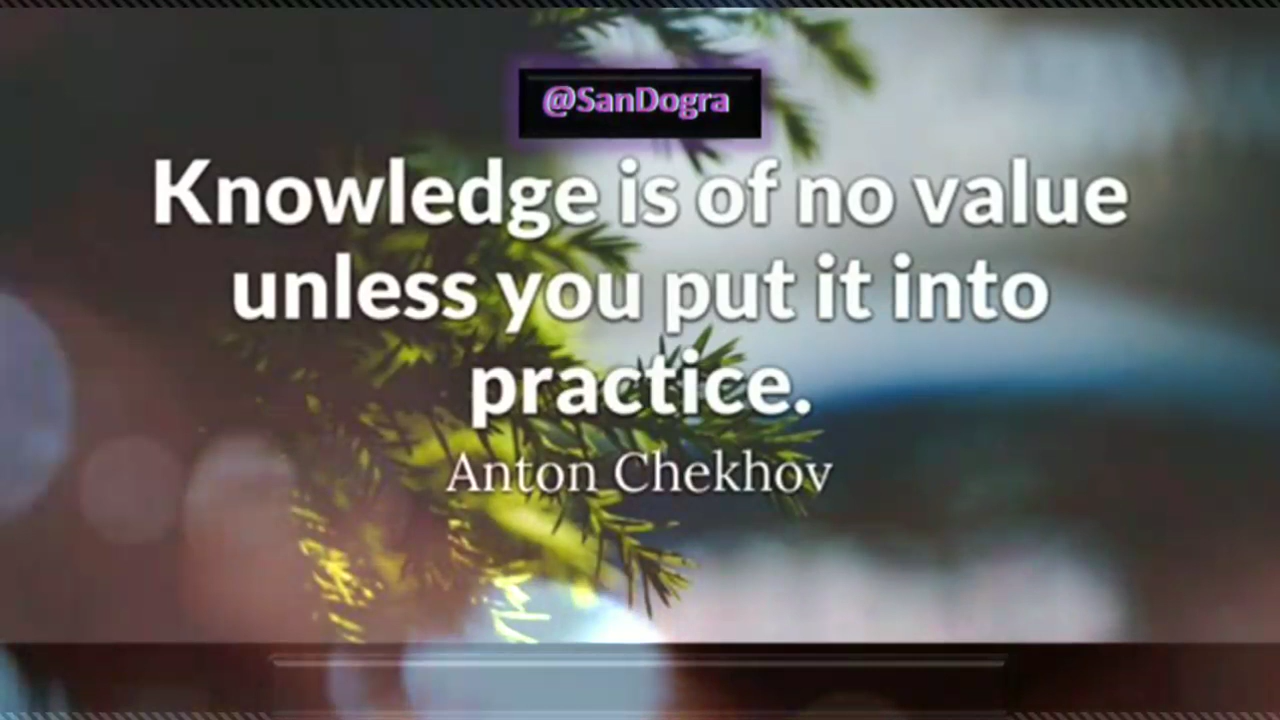 @SanDogra
Knowledge is of no value
unless you put it into
practice.
Anton Chekhov